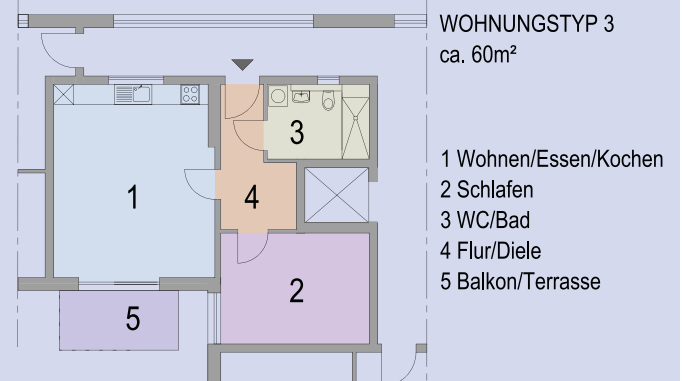 WOHNUNGSTYP 3
ca. 60m²
1 Wohnen/Essen/Kochen
2 Schlafen
3 WC/Bad
4 Flur/Diele
5 Balkon/Terrasse
3
1
4
2
5